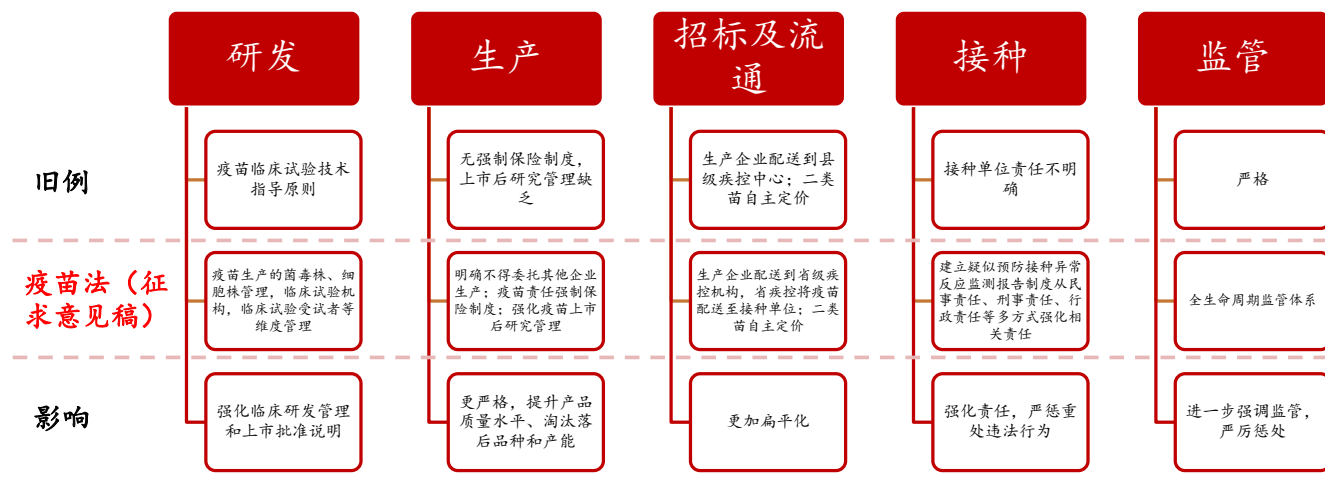 研发
生产
招标及流
通
接种
监管
旧例
疫苗临床试验技术
指导原则
无强制保险制度，
上市后研究管理缺
乏
生产企业配送到县
级疾控中心；二类
苗自主定价
接种单位责任不明
确
严格
疫苗法（征
求意见稿）
疫苗生产的菌毒株、细
胞株管理，临床试验机
构，临床试验受试者等
维度管理
明确不得委托其他企业
生产；疫苗责任强制保
险制度；强化疫苗上市
后研究管理
生产企业配送到省级疾
控机构，省疾控将疫苗
配送至接种单位；二类
苗自主定价
建立疑似预防接种异常
反应监测报告制度从民
事责任、刑事责任、行
政责任等多方式强化相
关责任
全生命周期监管体系
影响
强化临床研发管理
和上市批准说明
更严格，提升产品
质量水平、淘汰落
后品种和产能
更加扁平化
强化责任，严惩重
处违法行为
进一步强调监管，
严厉惩处